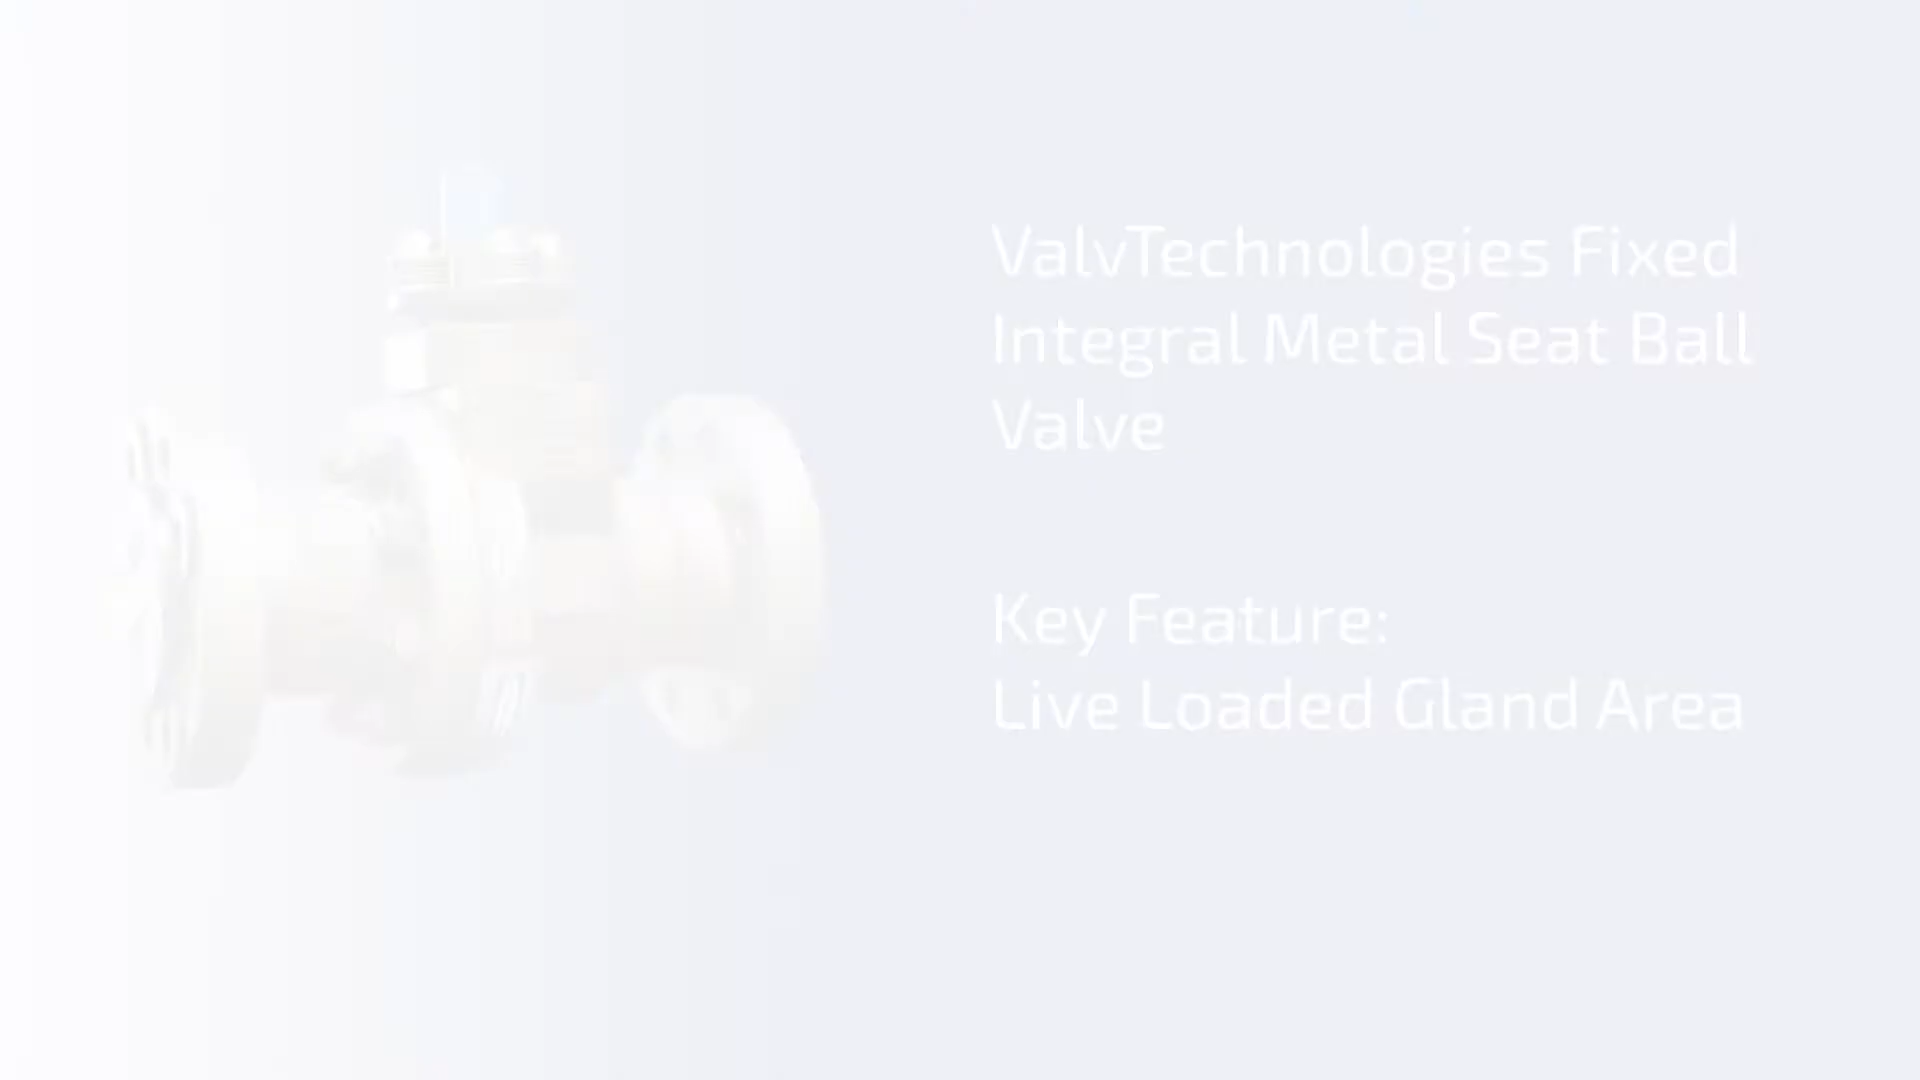 ValvTechnologies Fixed
Integral Metal Seat Ball
Valve
Key Feature:
Live Loaded Gland Area